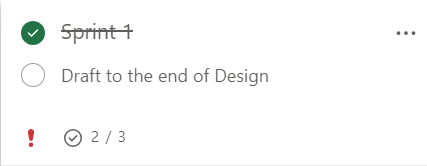 Sprint 1
Draft to the end of Design
2 / 3